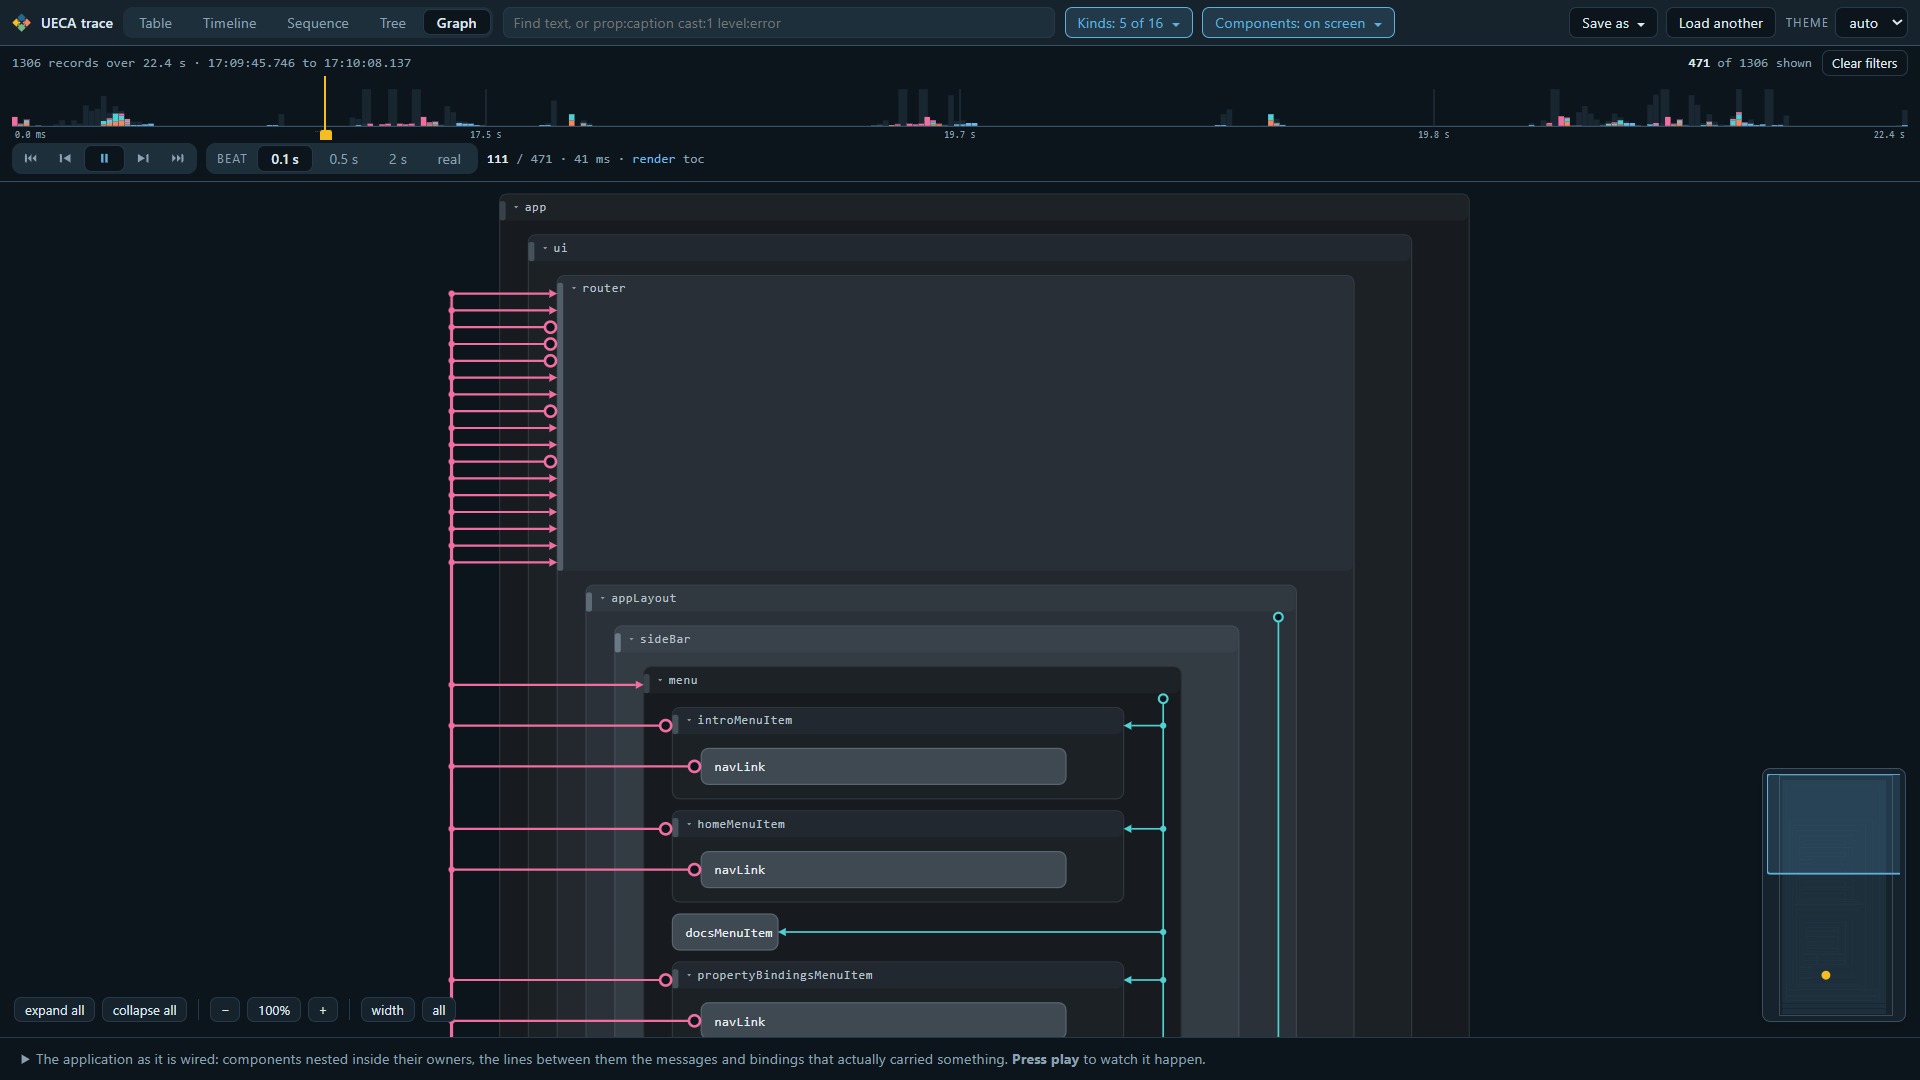 UECA trace
Table
Timeline
Sequence
Tree
Graph
Find text, or prop:caption cast:1 level:error
Kinds: 5 of 16
Components: on screen
Save as
Load another
THEME
auto
1306 records over 22.4 s · 17:09:45.746 to 17:10:08.137
471 of 1306 shown
Clear filters
0.0 ms
17.5 s
19.7 s
19.8 s
22.4 s
BEAT
0.1 s
0.5 s
2 s
real
111 / 471 · 41 ms · render toc
app
ui
router
appLayout
sideBar
menu
introMenuItem
navLink
homeMenuItem
navLink
docsMenuItem
propertyBindingsMenuItem
navLink
expand all
collapse all
−
100%
+
width
all
The application as it is wired: components nested inside their owners, the lines between them the messages and bindings that actually carried something. Press play to watch it happen.